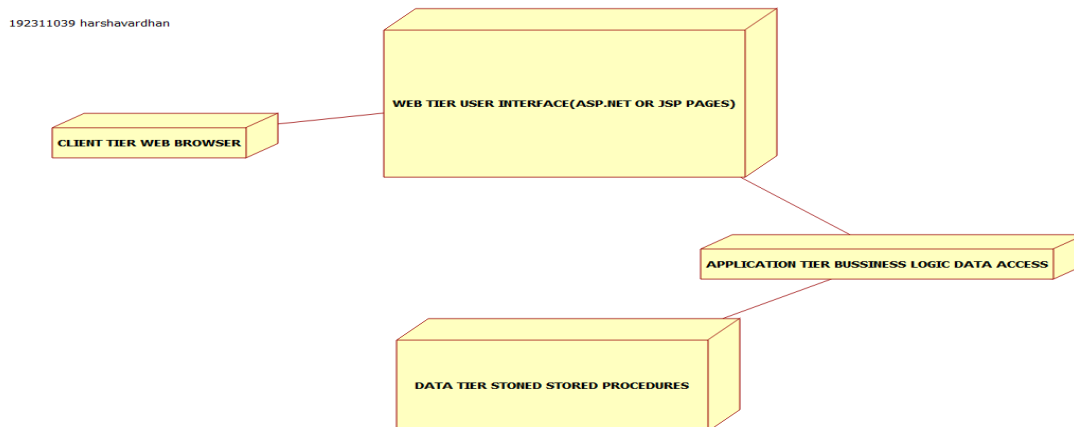 192311039 harshavardhan
WEB TIER USER INTERFACE(ASP.NET OR JSP PAGES)
CLIENT TIER WEB BROWSER
APPLICATION TIER BUSSINESS LOGIC DATA ACCESS
DATA TIER STONED STORED PROCEDURES